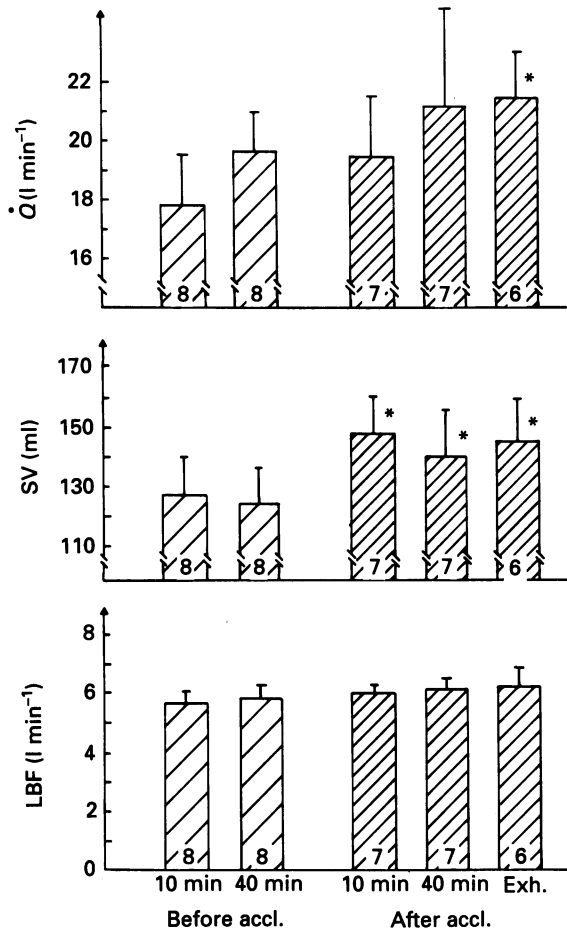 Q̇ (l min⁻¹)
22
20
18
16
8 8 7 7 6
*
SV (ml)
170
150
130
110
8 8 7 7 6
* * *
LBF (l min⁻¹)
8
6
4
2
0
8 8 7 7 6
10 min 40 min 10 min 40 min Exh.
Before accl. After accl.